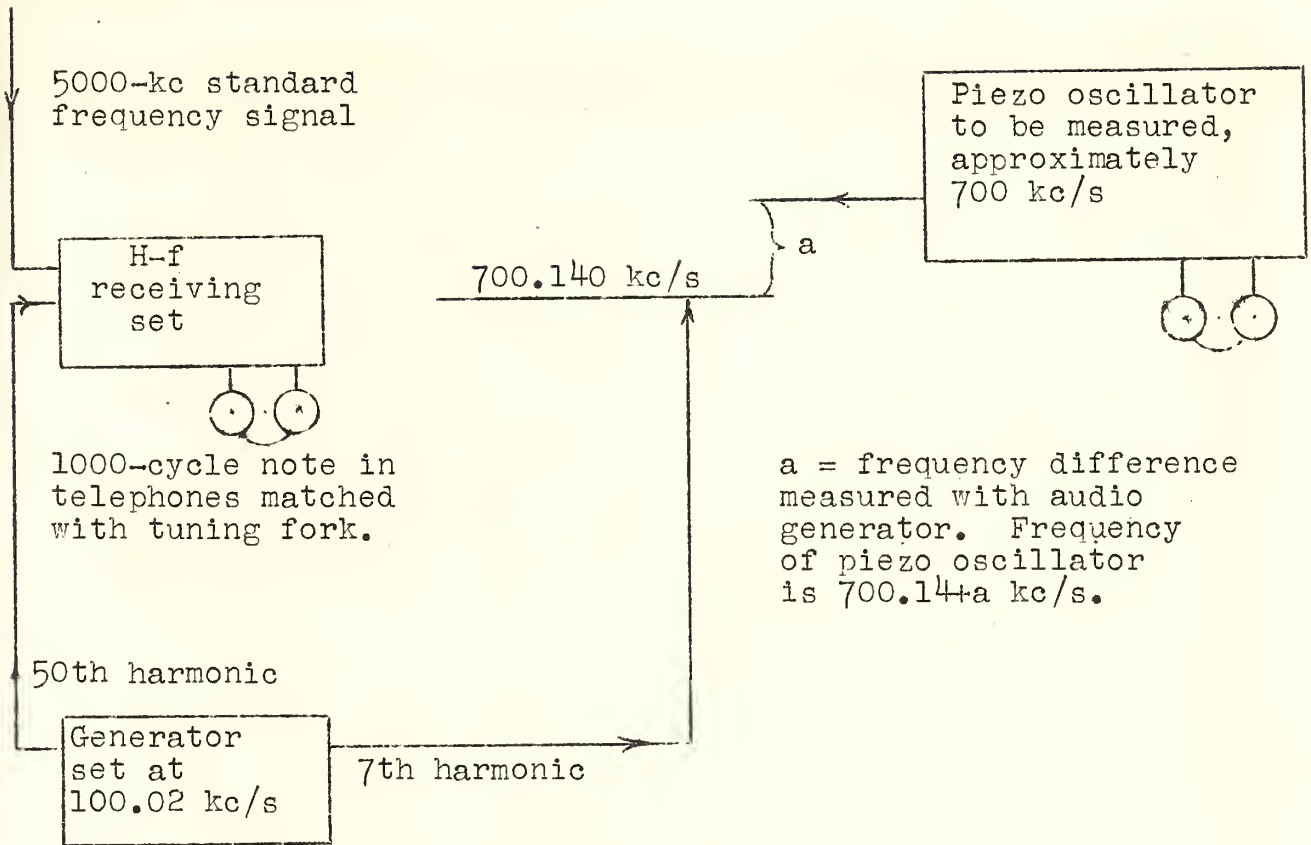 5000-kc standard
frequency signal
Piezo oscillator
to be measured,
approximately
700 kc/s
a
H-f
receiving
set
700.140 kc/s
1000-cycle note in
telephones matched
with tuning fork.
a = frequency difference
measured with audio
generator. Frequency
of piezo oscillator
is 700.14+a kc/s.
50th harmonic
Generator
set at
100.02 kc/s
7th harmonic